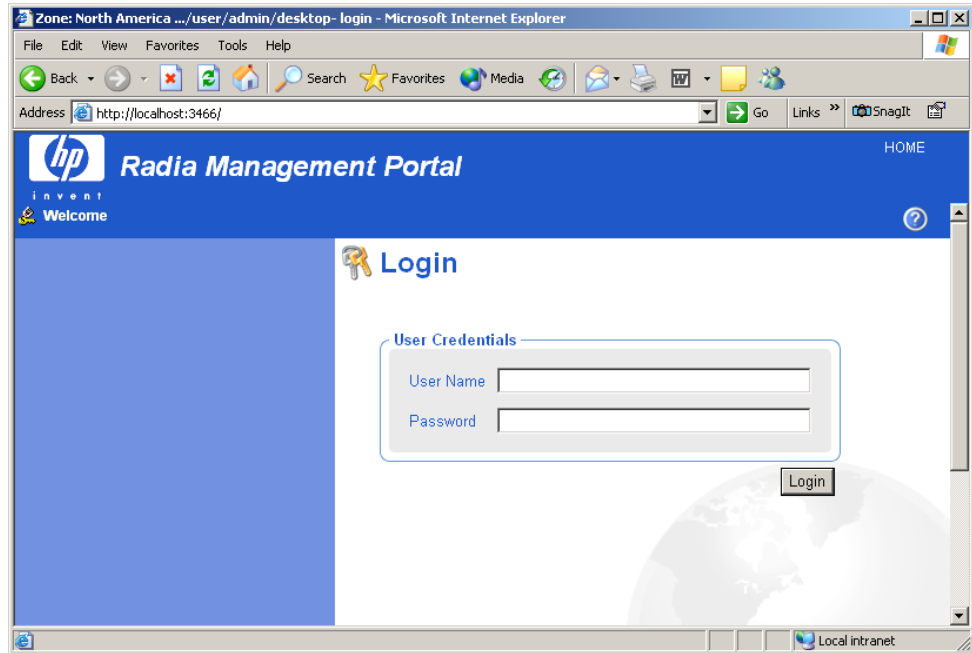 Zone: North America .../user/admin/desktop- login - Microsoft Internet Explorer
File Edit View Favorites Tools Help
Back Search Favorites Media
Address http://localhost:3466/ Go Links » SnagIt
hp
invent
Radia Management Portal
HOME
Welcome
Login
User Credentials
User Name
Password
Login
Local intranet